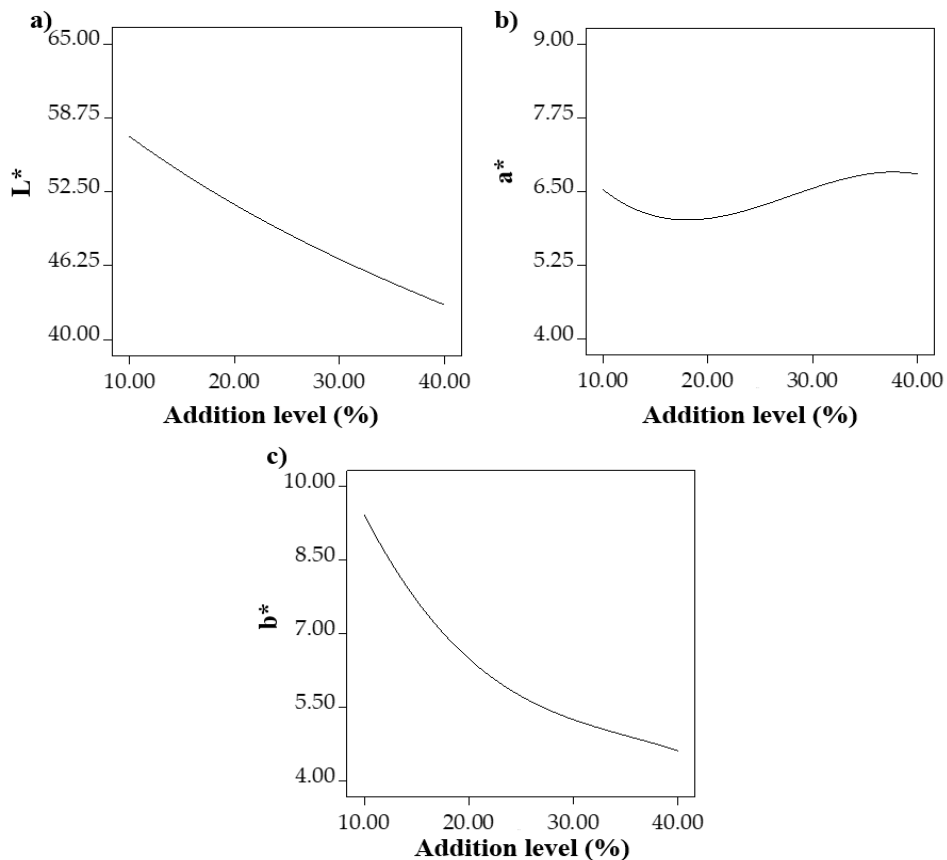 a)
65.00
58.75
52.50
46.25
40.00
L*
10.00 20.00 30.00 40.00
Addition level (%)
b)
9.00
7.75
6.50
5.25
4.00
a*
10.00 20.00 30.00 40.00
Addition level (%)
c)
10.00
8.50
7.00
5.50
4.00
b*
10.00 20.00 30.00 40.00
Addition level (%)